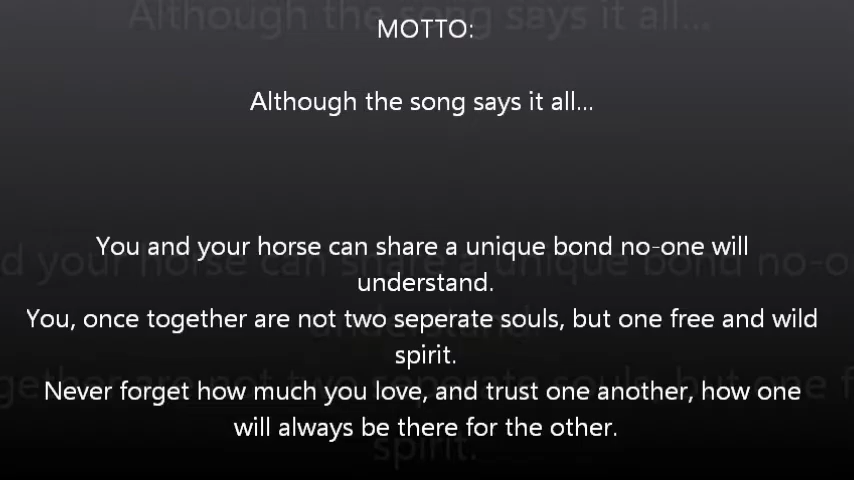 MOTTO:
Although the song says it all...
You and your horse can share a unique bond no-one will
understand.
You, once together are not two seperate souls, but one free and wild
spirit.
Never forget how much you love, and trust one another, how one
will always be there for the other.